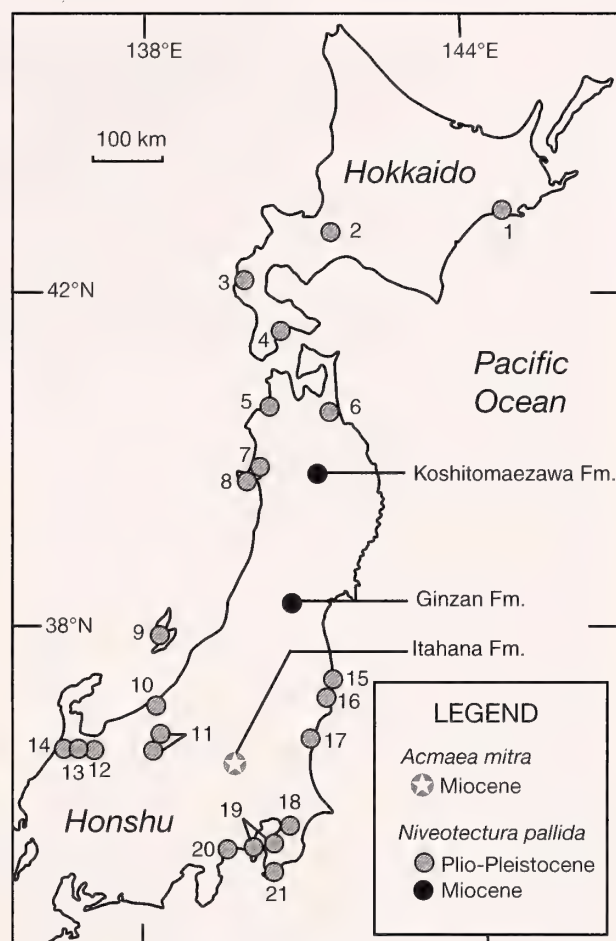 138°E
144°E
100 km
Hokkaido
1
2
3
42°N
4
Pacific
Ocean
5
6
7
8
Koshitomaezawa Fm.
Ginzan Fm.
38°N
9
Itahana Fm.
10
15
16
11
17
14
13
12
LEGEND
Acmaea mitra
Miocene
Honshu
19
18
20
21
Niveotectura pallida
Plio-Pleistocene
Miocene